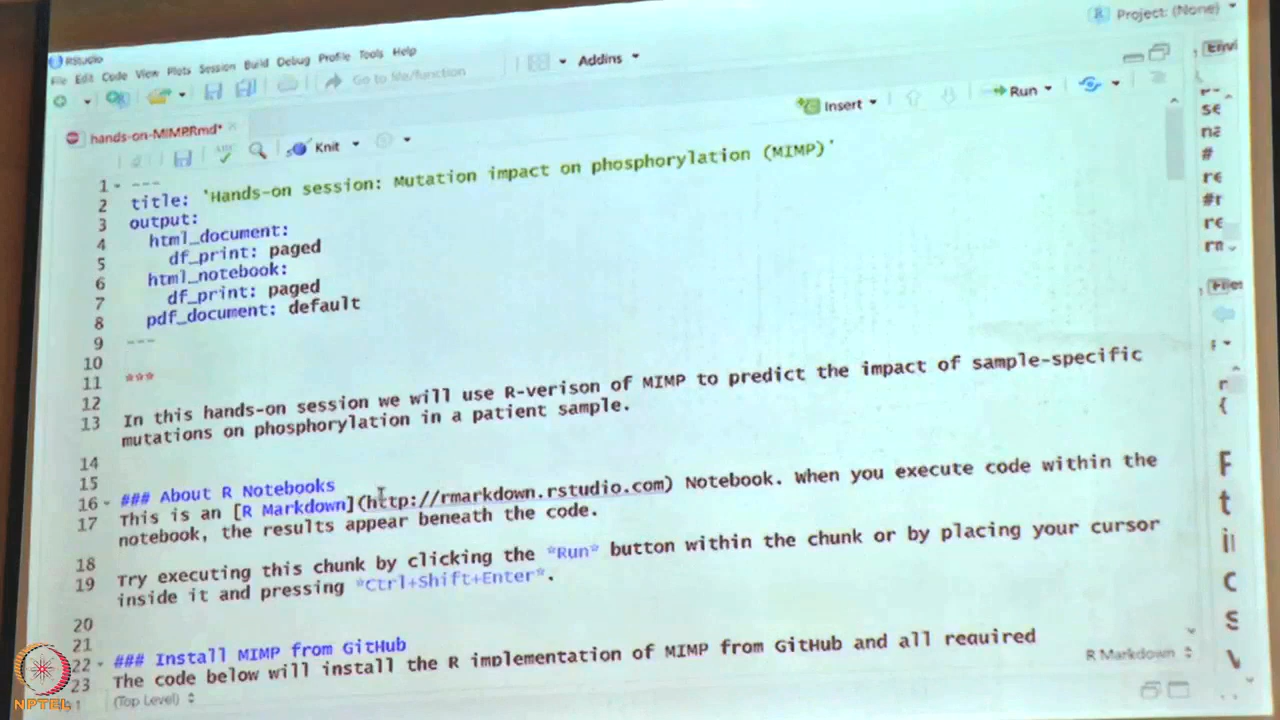 RStudio
Project: (None)
File Edit Code View Plots Session Build Debug Profile Tools Help
Go to file/function
Addins
hands-on-MIMP.Rmd*
Knit
Insert
Run
1 ---
2 title: 'Hands-on session: Mutation impact on phosphorylation (MIMP)'
3 output:
4 html_document:
5 df_print: paged
6 html_notebook:
7 df_print: paged
8 pdf_document: default
9 ---
10
11 ***
12
13 In this hands-on session we will use R-verison of MIMP to predict the impact of sample-specific
mutations on phosphorylation in a patient sample.
14
15
16 ### About R Notebooks
17 This is an [R Markdown](http://rmarkdown.rstudio.com) Notebook. When you execute code within the
notebook, the results appear beneath the code.
18
19 Try executing this chunk by clicking the *Run* button within the chunk or by placing your cursor
inside it and pressing *Ctrl+Shift+Enter*.
20
21
22 ### Install MIMP from GitHub
23 The code below will install the R implementation of MIMP from GitHub and all required
(Top Level)
R Markdown
NPTEL